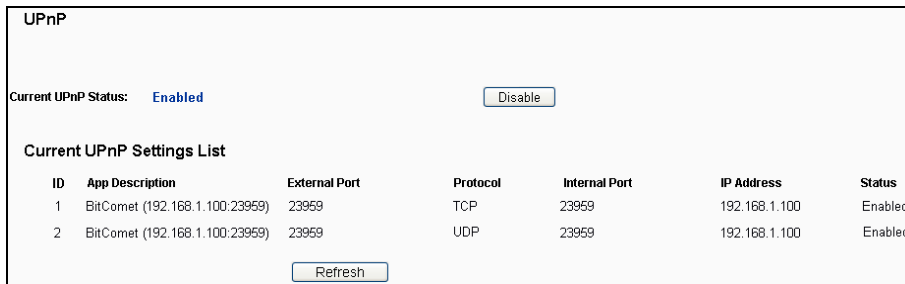 UPnP
Current UPnP Status: Enabled Disable
Current UPnP Settings List
ID App Description External Port Protocol Internal Port IP Address Status
1 BitComet (192.168.1.100:23959) 23959 TCP 23959 192.168.1.100 Enabled
2 BitComet (192.168.1.100:23959) 23959 UDP 23959 192.168.1.100 Enabled
Refresh